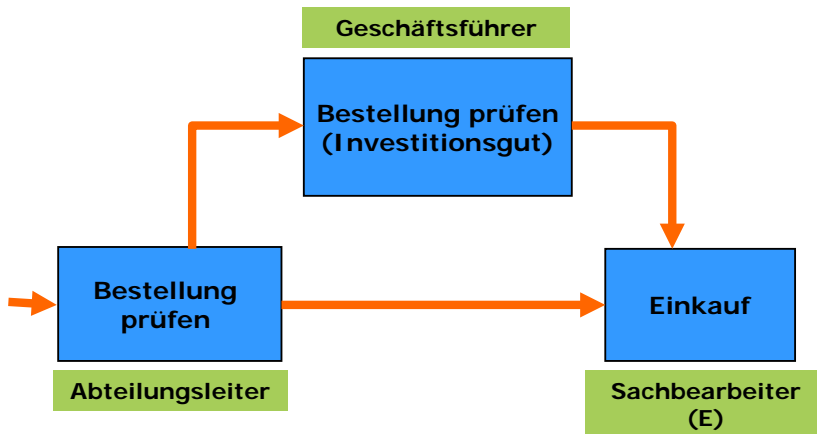 Geschäftsführer
Bestellung prüfen
(Investitionsgut)
Bestellung
prüfen
Einkauf
Abteilungsleiter
Sachbearbeiter
(E)